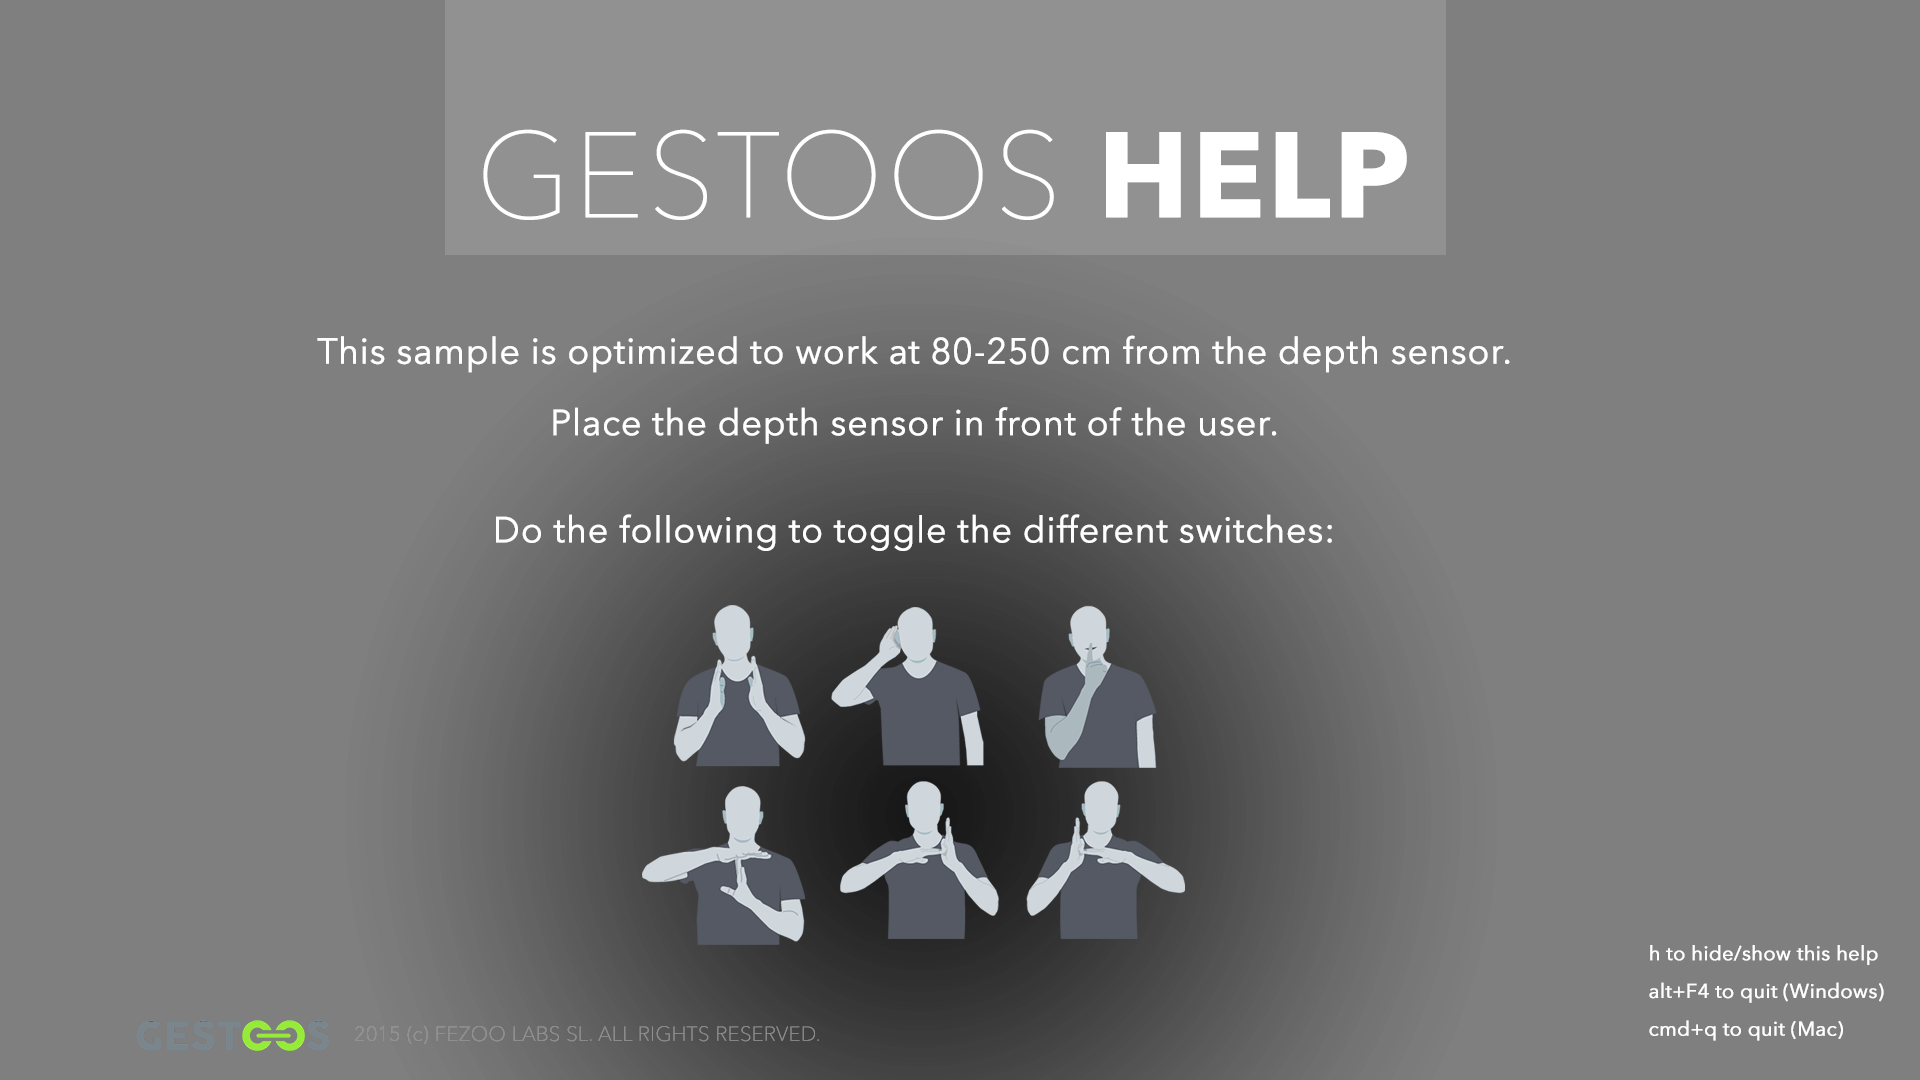 GESTOOS HELP
This sample is optimized to work at 80-250 cm from the depth sensor.
Place the depth sensor in front of the user.
Do the following to toggle the different switches:
h to hide/show this help
alt+F4 to quit (Windows)
cmd+q to quit (Mac)
GESTOOS 2015 (c) FEZOO LABS SL. ALL RIGHTS RESERVED.